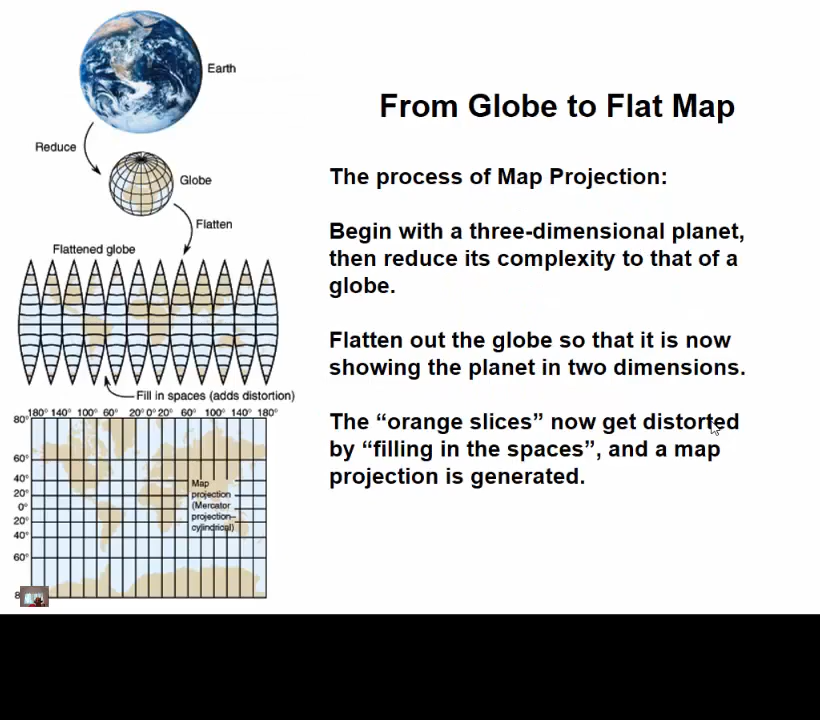 Earth
From Globe to Flat Map
Reduce
The process of Map Projection:
Globe
Flatten
Begin with a three-dimensional planet,
then reduce its complexity to that of a
globe.
Flattened globe
Flatten out the globe so that it is now
showing the planet in two dimensions.
Fill in spaces (adds distortion)
The “orange slices” now get distorted
by “filling in the spaces”, and a map
projection is generated.
180° 140° 100° 60° 20° 0° 20° 60° 100° 140° 180°
80°
60°
40°
20°
0°
20°
40°
60°
8
Map
projection
(Mercator
projection–
cylindrical)